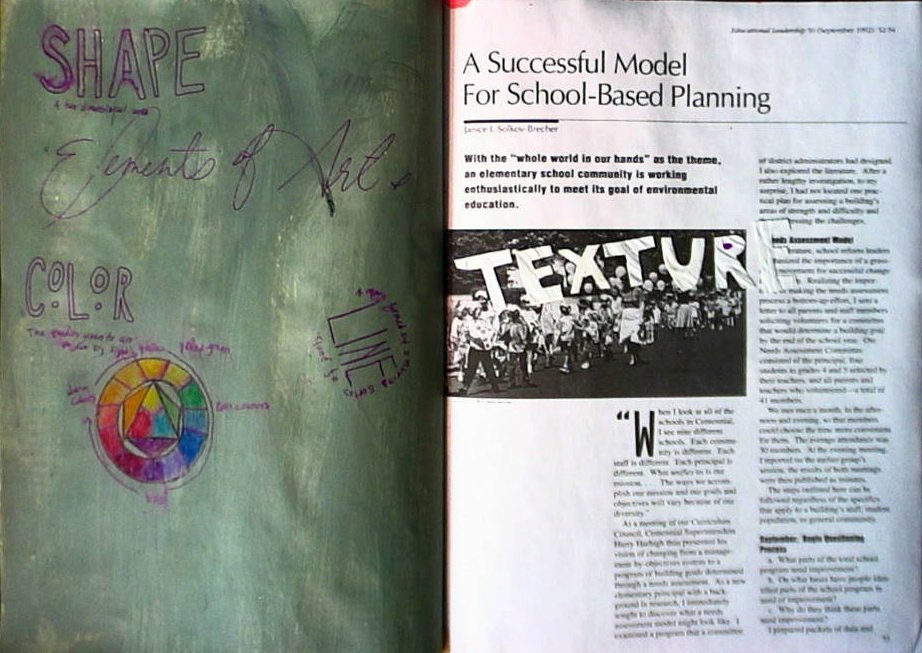 SHAPE
Elements of Art
COLOR
LINE
yellow
yellow-green
Educational Leadership 50 (September 1992): 52-54
A Successful Model
For School-Based Planning
With the "whole world in our hands" as the theme,
an elementary school community is working
enthusiastically to meet its goal of environmental
education.
TEXTURE
"When I look at all of the
schools in Centennial,
I see nine different
schools. Each commu-
nity is different. Each
staff is different. Each principal is
different. What unifies us is our
mission. . . . The ways we accom-
plish our mission and our goals and
objectives will vary because of our
diversity."
At a meeting of our Curriculum
Council, Centennial Superintendent
his
vision of changing from a manage-
ment-by-objectives system to a
program of building goals determined
through a needs assessment. As a new
elementary principal with a back-
ground in research, I immediately
sought to discover what a needs
assessment model might look like. I
examined a program that a committee
of district administrators had designed.
I also explored the literature. After a
rather lengthy investigation, to my
surprise, I had not located one prac-
tical plan for assessing a building's
areas of strength and difficulty and
the challenges.
Assessment Model
school reform leaders
the importance of a grass-
movement for successful change
Realizing the impor-
making the needs assessment
process a bottom-up effort, I sent a
letter to all parents and staff members
soliciting volunteers for a committee
that would determine a building goal
by the end of the school year. Our
Needs Assessment Committee
consisted of the principal, four
students in grades 4 and 5 selected by
their teachers, and all parents and
teachers who volunteered—a total of
41 members.
We met once a month, in the after-
noon and evening, so that members
could choose the time more convenient
for them. The average attendance was
30 members. At the evening meeting,
I reported on the earlier group's
session, the results of both meetings
were then published as minutes.
The steps outlined here can be
followed regardless of the specifics
that apply to a building's staff, student
population, or general community.
September: Begin Questioning
Process
a. What parts of the total school
program need improvement?
b. On what bases have people iden-
tified parts of the school program in
need of improvement?
c. Why do they think these parts
need improvement?
I prepared packets of data and